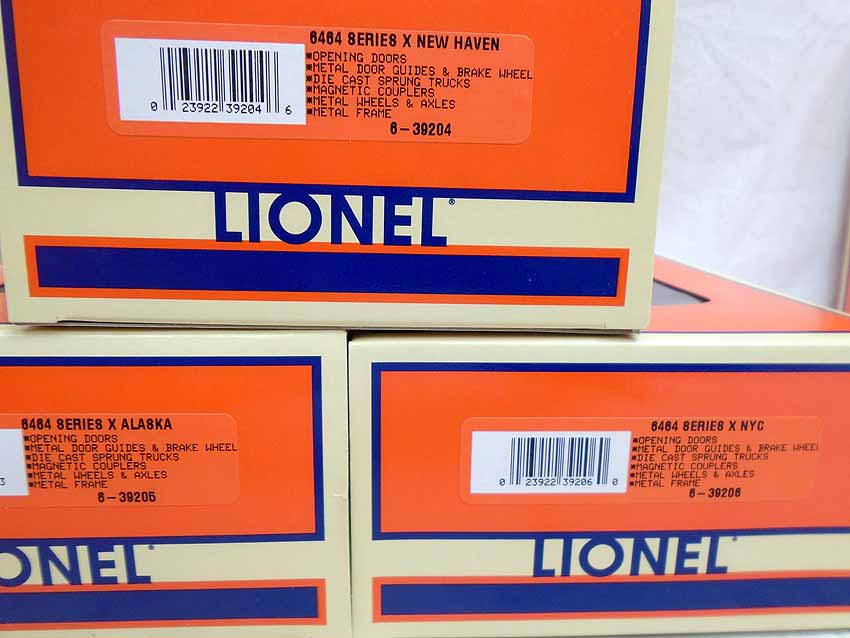 6464 SERIES X NEW HAVEN
*OPENING DOORS
*METAL DOOR GUIDES & BRAKE WHEEL
*DIE CAST SPRUNG TRUCKS
*MAGNETIC COUPLERS
*METAL WHEELS & AXLES
*METAL FRAME
0 23922 39204 6
6-39204
LIONEL®
6464 SERIES X ALASKA
*OPENING DOORS
*METAL DOOR GUIDES & BRAKE WHEEL
*DIE CAST SPRUNG TRUCKS
*MAGNETIC COUPLERS
*METAL WHEELS & AXLES
*METAL FRAME
3
6-39205
ONEL®
6464 SERIES X NYC
*OPENING DOORS
*METAL DOOR GUIDES & BRAKE WHEEL
*DIE CAST SPRUNG TRUCKS
*MAGNETIC COUPLERS
*METAL WHEELS & AXLES
*METAL FRAME
0 23922 39206 0
6-39206
LIONEL®